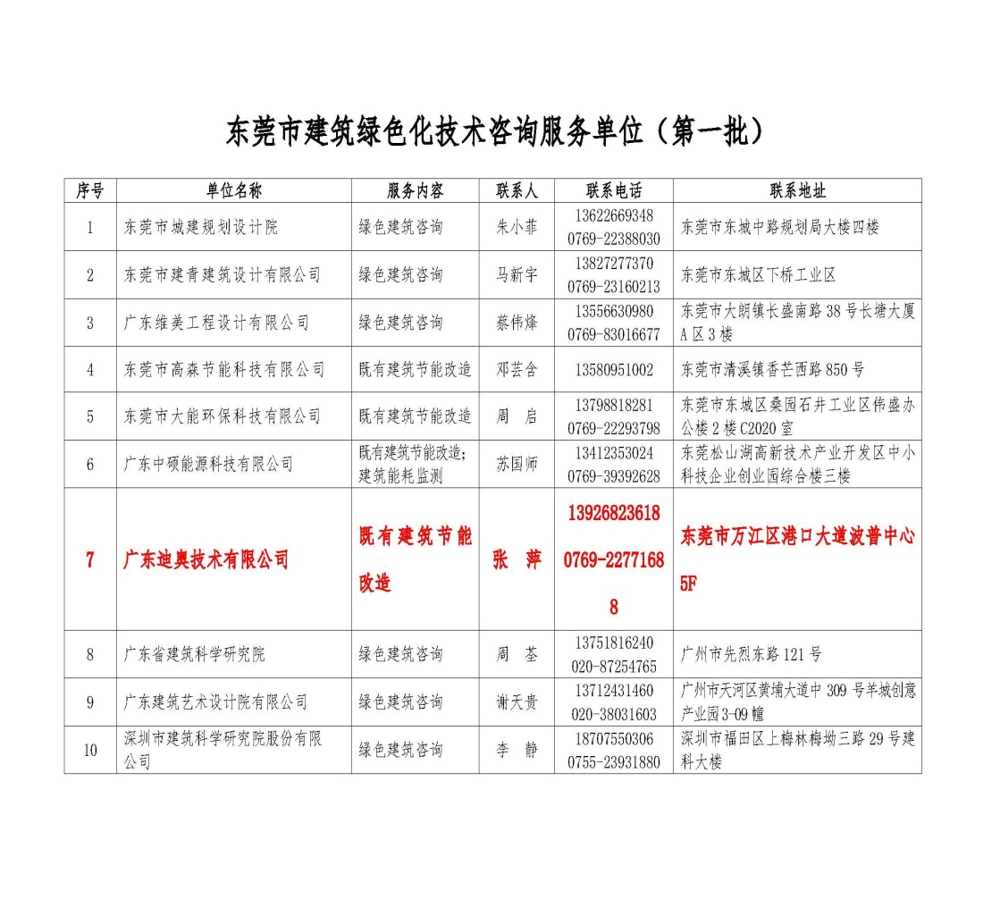 东莞市建筑绿色化技术咨询服务单位（第一批）
序号 单位名称 服务内容 联系人 联系电话 联系地址
1 东莞市城建规划设计院 绿色建筑咨询 朱小菲 13622669348 0769-22388030 东莞市东城中路规划局大楼四楼
2 东莞市建青建筑设计有限公司 绿色建筑咨询 马新宇 13827277370 0769-23160213 东莞市东城区下桥工业区
3 广东维美工程设计有限公司 绿色建筑咨询 蔡伟烽 13556630980 0769-83016677 东莞市大朗镇长盛南路 38 号长塘大厦 A 区 3 楼
4 东莞市高森节能科技有限公司 既有建筑节能改造 邓芸含 13580951002 东莞市清溪镇香芒西路 850 号
5 东莞市大能环保科技有限公司 既有建筑节能改造 周 启 13798818281 0769-22293798 东莞市东城区桑园石井工业区伟盛办公楼 2 楼 C2020 室
6 广东中硕能源科技有限公司 既有建筑节能改造；建筑能耗监测 苏国师 13412353024 0769-39392628 东莞松山湖高新技术产业开发区中小科技企业创业园综合楼三楼
7 广东迪奥技术有限公司 既有建筑节能改造 张 萍 13926823618 0769-22771688 东莞市万江区港口大道波普中心 5F
8 广东省建筑科学研究院 绿色建筑咨询 周 荃 13751816240 020-87254765 广州市先烈东路 121 号
9 广东建筑艺术设计院有限公司 绿色建筑咨询 谢天贵 13712431460 020-38031603 广州市天河区黄埔大道中 309 号羊城创意产业园 3-09 幢
10 深圳市建筑科学研究院股份有限公司 绿色建筑咨询 李 静 18707550306 0755-23931880 深圳市福田区上梅林梅坳三路 29 号建科大楼